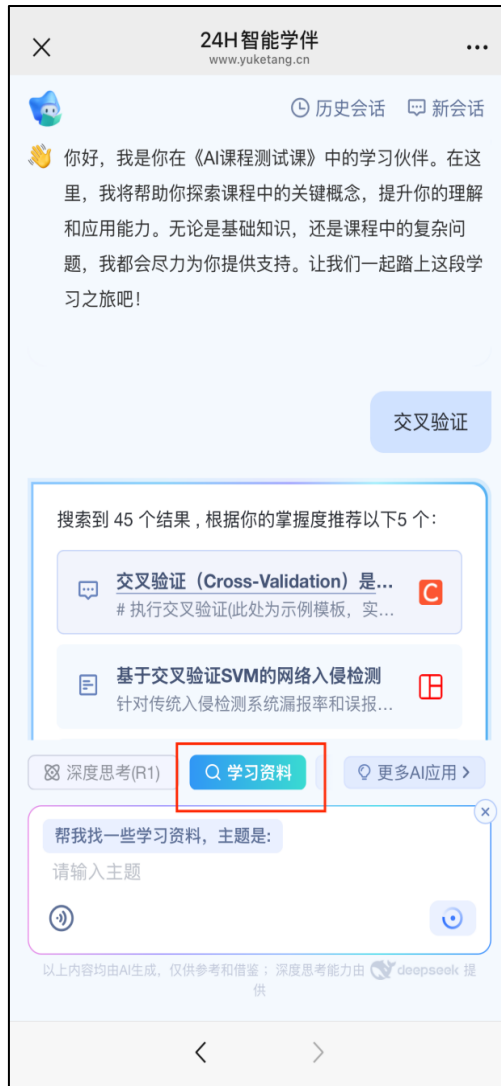 24H智能学伴
www.yuketang.cn
历史会话 新会话
你好，我是你在《AI课程测试课》中的学习伙伴。在这
里，我将帮助你探索课程中的关键概念，提升你的理解
和应用能力。无论是基础知识，还是课程中的复杂问
题，我都会尽力为你提供支持。让我们一起踏上这段学
习之旅吧！
交叉验证
搜索到 45 个结果，根据你的掌握度推荐以下5 个：
交叉验证（Cross-Validation）是...
# 执行交叉验证(此处为示例模板，实...
基于交叉验证SVM的网络入侵检测
针对传统入侵检测系统漏报率和误报...
深度思考(R1) 学习资料 更多AI应用
帮我找一些学习资料，主题是:
请输入主题
以上内容均由AI生成，仅供参考和借鉴；深度思考能力由 deepseek 提
供